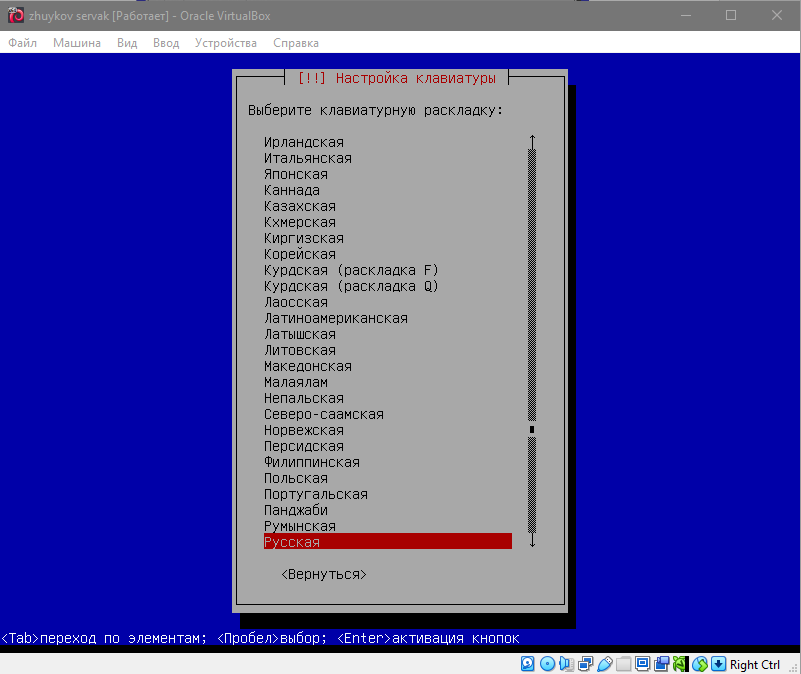 zhuykov servak [Работает] - Oracle VirtualBox
Файл Машина Вид Ввод Устройства Справка
[!!] Настройка клавиатуры
Выберите клавиатурную раскладку:
Ирландская
Итальянская
Японская
Каннада
Казахская
Кхмерская
Киргизская
Корейская
Курдская (раскладка F)
Курдская (раскладка Q)
Лаосская
Латиноамериканская
Латышская
Литовская
Македонская
Малаялам
Непальская
Северо-саамская
Норвежская
Персидская
Филиппинская
Польская
Португальская
Панджаби
Румынская
Русская
<Вернуться>
<Tab>переход по элементам; <Пробел>выбор; <Enter>активация кнопок
Right Ctrl